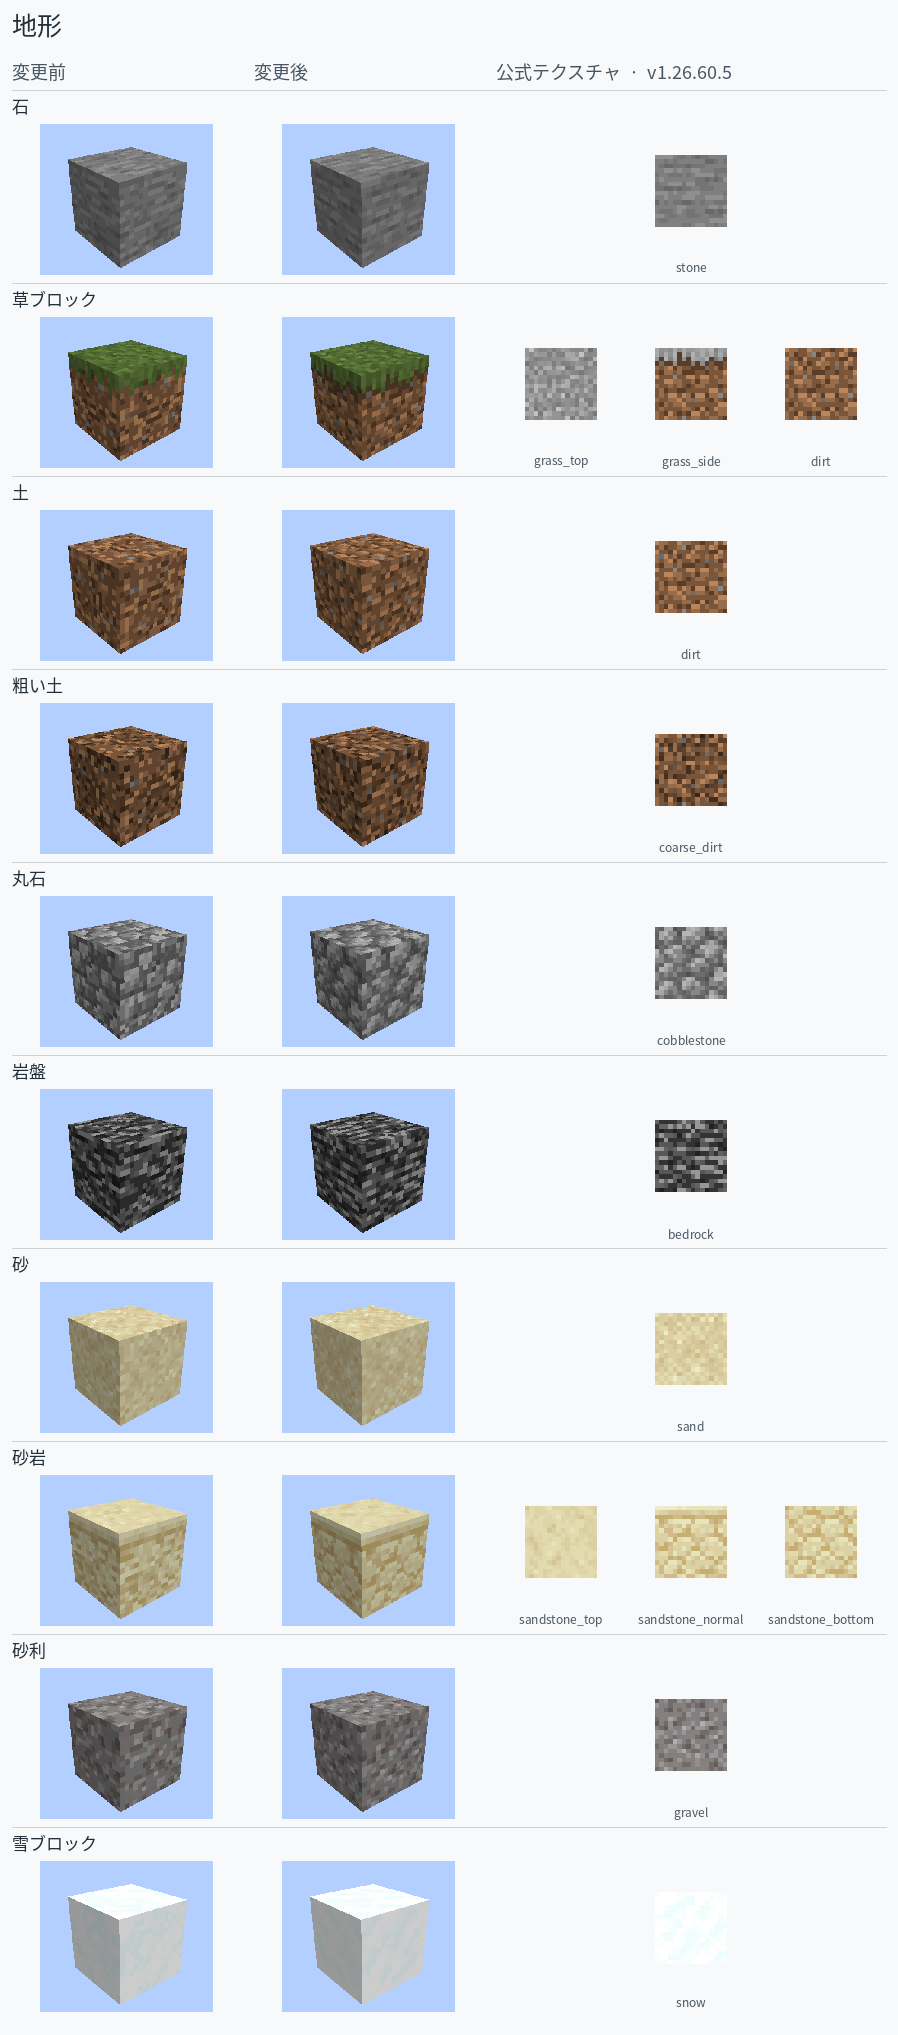 地形
変更前 変更後 公式テクスチャ · v1.26.60.5
石
stone
草ブロック
grass_top grass_side dirt
土
dirt
粗い土
coarse_dirt
丸石
cobblestone
岩盤
bedrock
砂
sand
砂岩
sandstone_top sandstone_normal sandstone_bottom
砂利
gravel
雪ブロック
snow